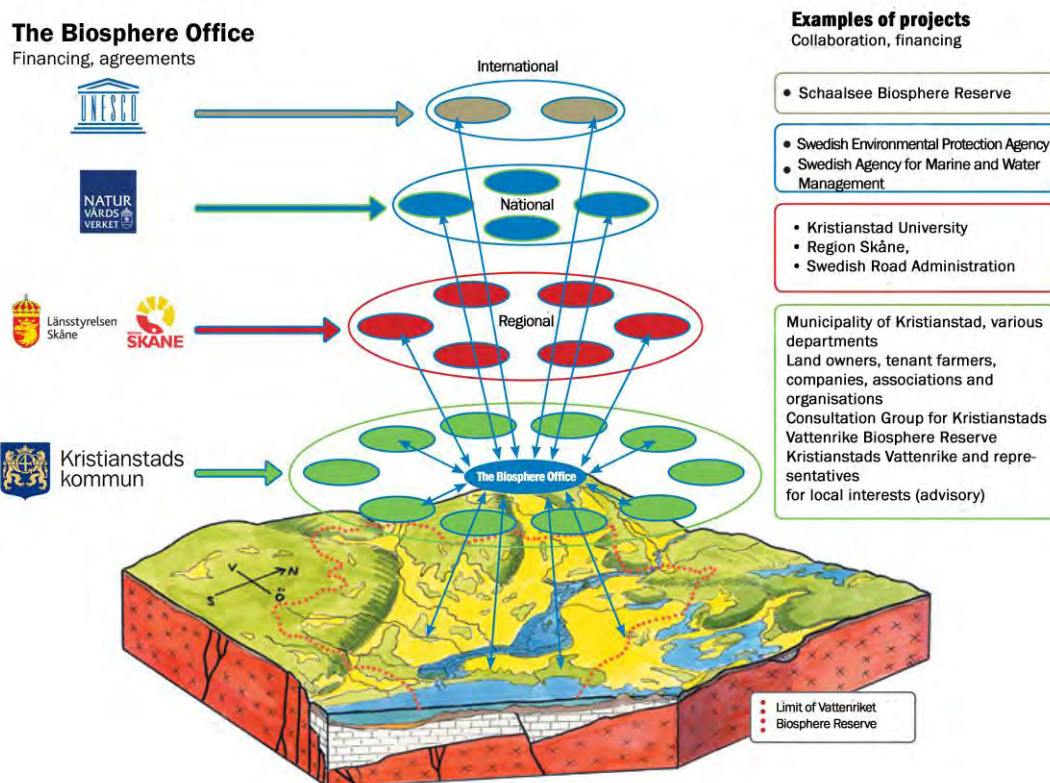 The Biosphere Office
Financing, agreements
UNESCO
NATUR
VÅRDS
VERKET
Länsstyrelsen
Skåne
REGION
SKÅNE
Kristianstads
kommun
International
National
Regional
The Biosphere Office
V
N
S
Ö
Examples of projects
Collaboration, financing
• Schaalsee Biosphere Reserve
• Swedish Environmental Protection Agency
• Swedish Agency for Marine and Water
Management
• Kristianstad University
• Region Skåne,
• Swedish Road Administration
Municipality of Kristianstad, various
departments
Land owners, tenant farmers,
companies, associations and
organisations
Consultation Group for Kristianstads
Vattenrike Biosphere Reserve
Kristianstads Vattenrike and repre-
sentatives
for local interests (advisory)
Limit of Vattenriket
Biosphere Reserve